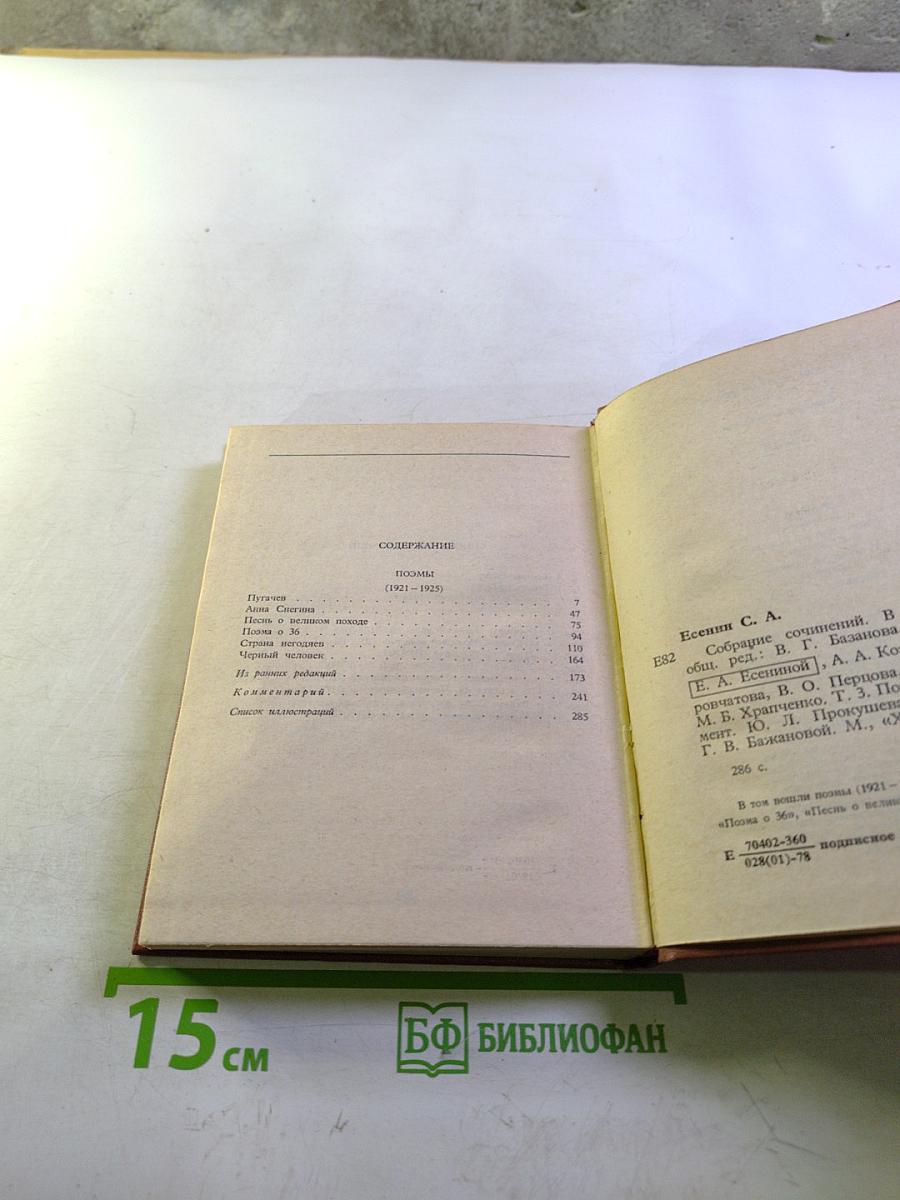 СОДЕРЖАНИЕ
ПОЭМЫ
(1921 — 1925)
Пугачев . . . . . . . . . . . . . . . . . . 7
Анна Снегина . . . . . . . . . . . . . . . . 47
Песнь о великом походе . . . . . . . . . . . . 75
Поэма о 36 . . . . . . . . . . . . . . . . . 94
Страна негодяев . . . . . . . . . . . . . . . 110
Черный человек . . . . . . . . . . . . . . . 164
Из ранних редакций . . . . . . . . . . . . . . 173
Комментарий . . . . . . . . . . . . . . . . 241
Список иллюстраций . . . . . . . . . . . . . . 285
Есенин С. А.
Е82
Собрание сочинений. В
общ. ред.: В. Г. Базанова
Е. А. Есениной, А. А. Ко
ровчатова, В. О. Перцова,
М. Б. Храпченко. Т. 3. По
мент. Ю. Л. Прокушева
Г. В. Бажановой. М., «Х
286 с.
В том вошли поэмы (1921 —
«Поэма о 36», «Песнь о вели
Е 70402-360
028(01)-78 подписное
15 см
БФ БИБЛИОФАН